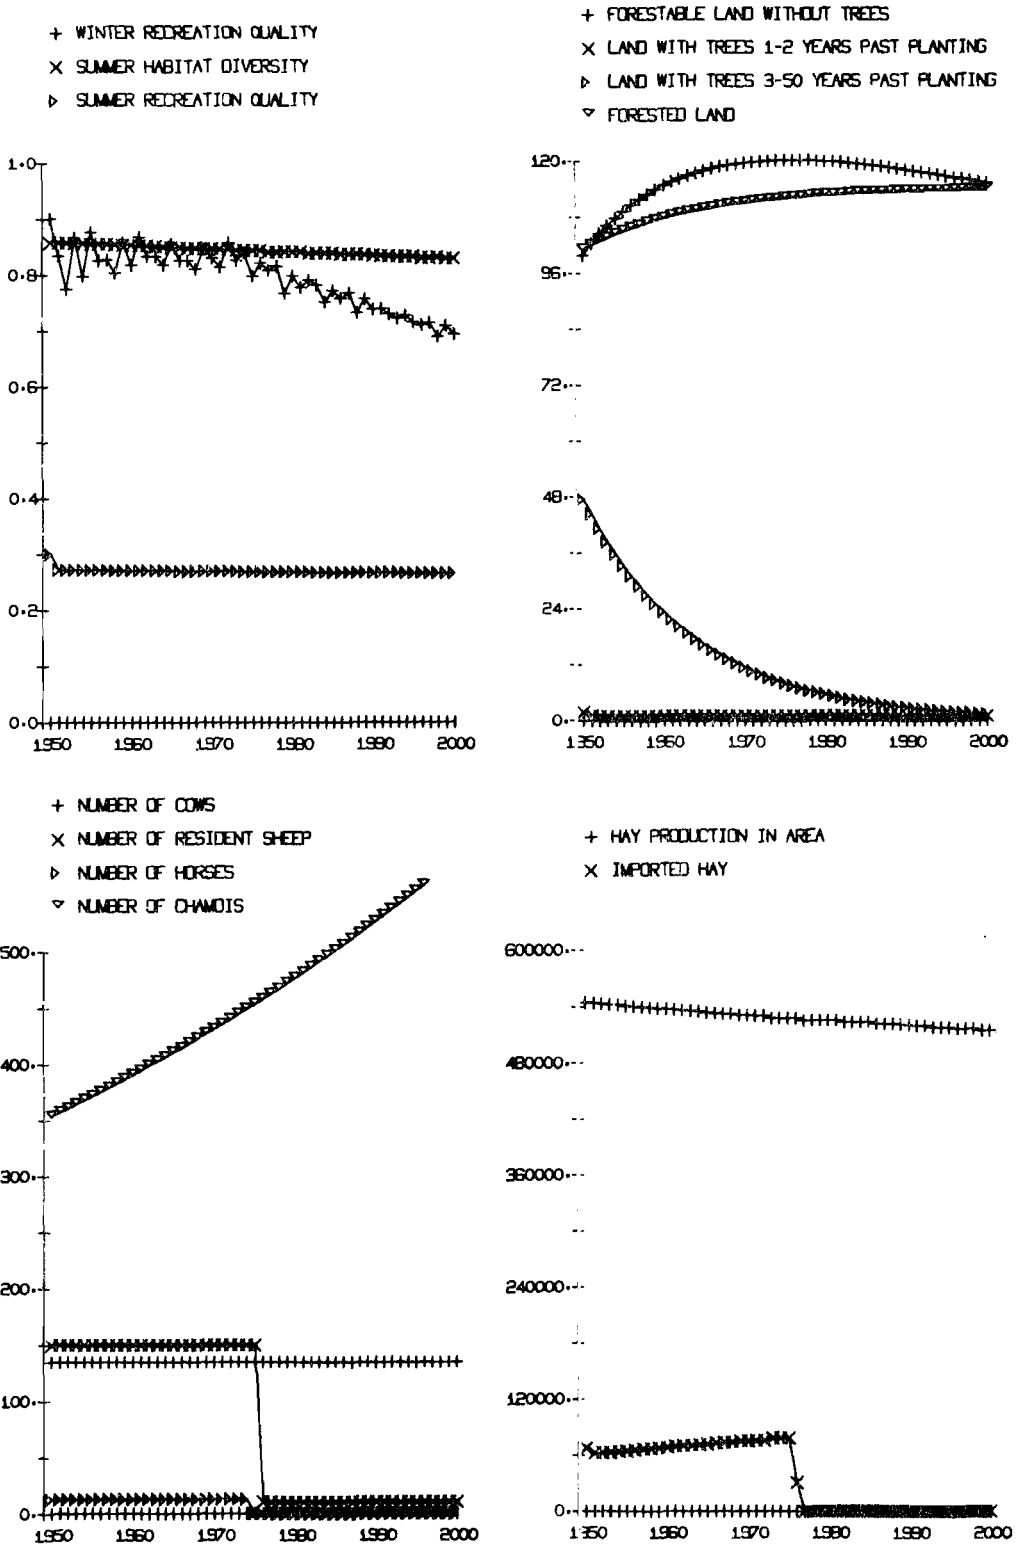 + WINTER RECREATION QUALITY
× SUMMER HABITAT DIVERSITY
▷ SUMMER RECREATION QUALITY
1.0
0.8
0.6
0.4
0.2
0.0
1950 1960 1970 1980 1990 2000
+ FORESTABLE LAND WITHOUT TREES
× LAND WITH TREES 1-2 YEARS PAST PLANTING
▷ LAND WITH TREES 3-50 YEARS PAST PLANTING
▽ FORESTED LAND
120.
96.
72.
48.
24.
0.
1350 1960 1970 1980 1990 2000
+ NUMBER OF COWS
× NUMBER OF RESIDENT SHEEP
▷ NUMBER OF HORSES
▽ NUMBER OF CHAMOIS
500.
400.
300.
200.
100.
0.
1950 1960 1970 1980 1990 2000
+ HAY PRODUCTION IN AREA
× IMPORTED HAY
600000.
480000.
360000.
240000.
120000.
0.
1350 1960 1970 1980 1990 2000